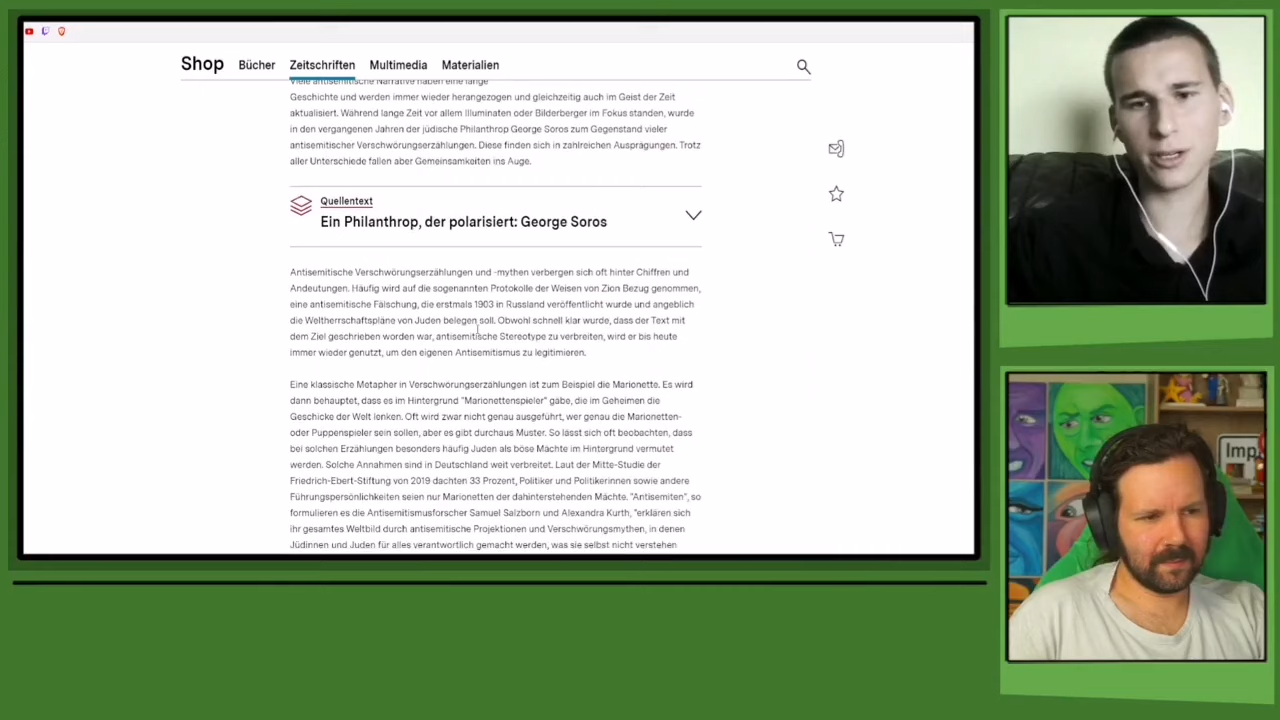 Shop Bücher Zeitschriften Multimedia Materialien
Viele antisemitische Narrative haben eine lange
Geschichte und werden immer wieder herangezogen und gleichzeitig auch im Geist der Zeit
aktualisiert. Während lange Zeit vor allem Illuminaten oder Bilderberger im Fokus standen, wurde
in den vergangenen Jahren der jüdische Philanthrop George Soros zum Gegenstand vieler
antisemitischer Verschwörungserzählungen. Diese finden sich in zahlreichen Ausprägungen. Trotz
aller Unterschiede fallen aber Gemeinsamkeiten ins Auge.
Quellentext
Ein Philanthrop, der polarisiert: George Soros
Antisemitische Verschwörungserzählungen und -mythen verbergen sich oft hinter Chiffren und
Andeutungen. Häufig wird auf die sogenannten Protokolle der Weisen von Zion Bezug genommen,
eine antisemitische Fälschung, die erstmals 1903 in Russland veröffentlicht wurde und angeblich
die Weltherrschaftspläne von Juden belegen soll. Obwohl schnell klar wurde, dass der Text mit
dem Ziel geschrieben worden war, antisemitische Stereotype zu verbreiten, wird er bis heute
immer wieder genutzt, um den eigenen Antisemitismus zu legitimieren.
Eine klassische Metapher in Verschwörungserzählungen ist zum Beispiel die Marionette. Es wird
dann behauptet, dass es im Hintergrund "Marionettenspieler" gäbe, die im Geheimen die
Geschicke der Welt lenken. Oft wird zwar nicht genau ausgeführt, wer genau die Marionetten-
oder Puppenspieler sein sollen, aber es gibt durchaus Muster. So lässt sich oft beobachten, dass
bei solchen Erzählungen besonders häufig Juden als böse Mächte im Hintergrund vermutet
werden. Solche Annahmen sind in Deutschland weit verbreitet. Laut der Mitte-Studie der
Friedrich-Ebert-Stiftung von 2019 dachten 33 Prozent, Politiker und Politikerinnen sowie andere
Führungspersönlichkeiten seien nur Marionetten der dahinterstehenden Mächte. "Antisemiten", so
formulieren es die Antisemitismusforscher Samuel Salzborn und Alexandra Kurth, "erklären sich
ihr gesamtes Weltbild durch antisemitische Projektionen und Verschwörungsmythen, in denen
Jüdinnen und Juden für alles verantwortlich gemacht werden, was sie selbst nicht verstehen
Imp